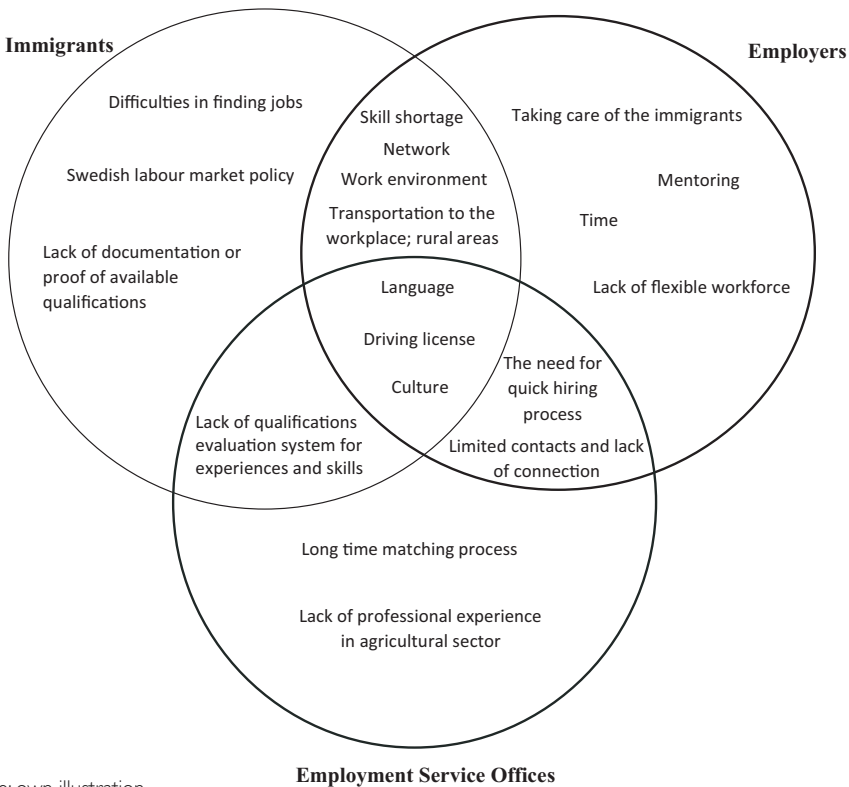 Immigrants
Employers
Difficulties in finding jobs
Swedish labour market policy
Lack of documentation or
proof of available
qualifications
Skill shortage
Network
Work environment
Transportation to the
workplace; rural areas
Taking care of the immigrants
Mentoring
Time
Lack of flexible workforce
Language
Driving license
Culture
The need for
quick hiring
process
Limited contacts and lack
of connection
Lack of qualifications
evaluation system for
experiences and skills
Long time matching process
Lack of professional experience
in agricultural sector
Employment Service Offices
own illustration